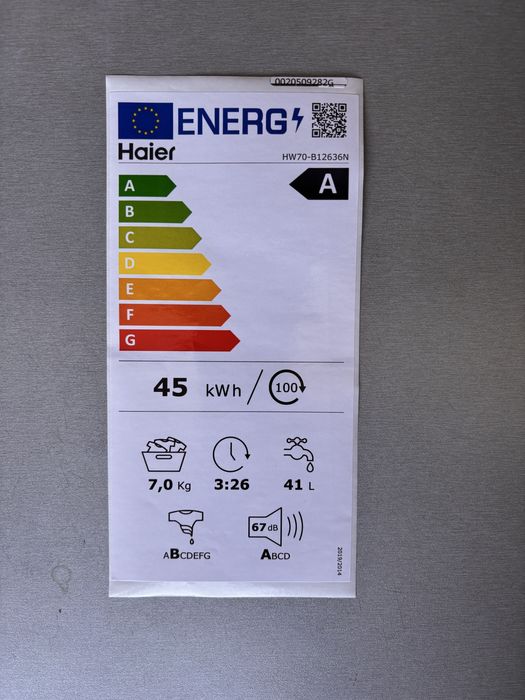 0020509282G
ENERG
Haier
HW70-B12636N
A
A
B
C
D
E
F
G
45 kWh / 100
7,0 Kg
3:26
41 L
67 dB
ABCDEFG
ABCD
2019/2014